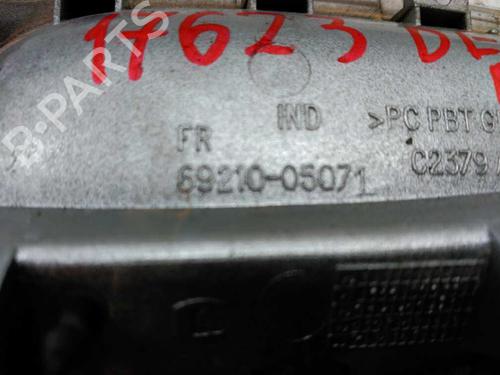 17623 DE
IND >PC PBT G
FR
69210-05071 C2379
B-PARTS